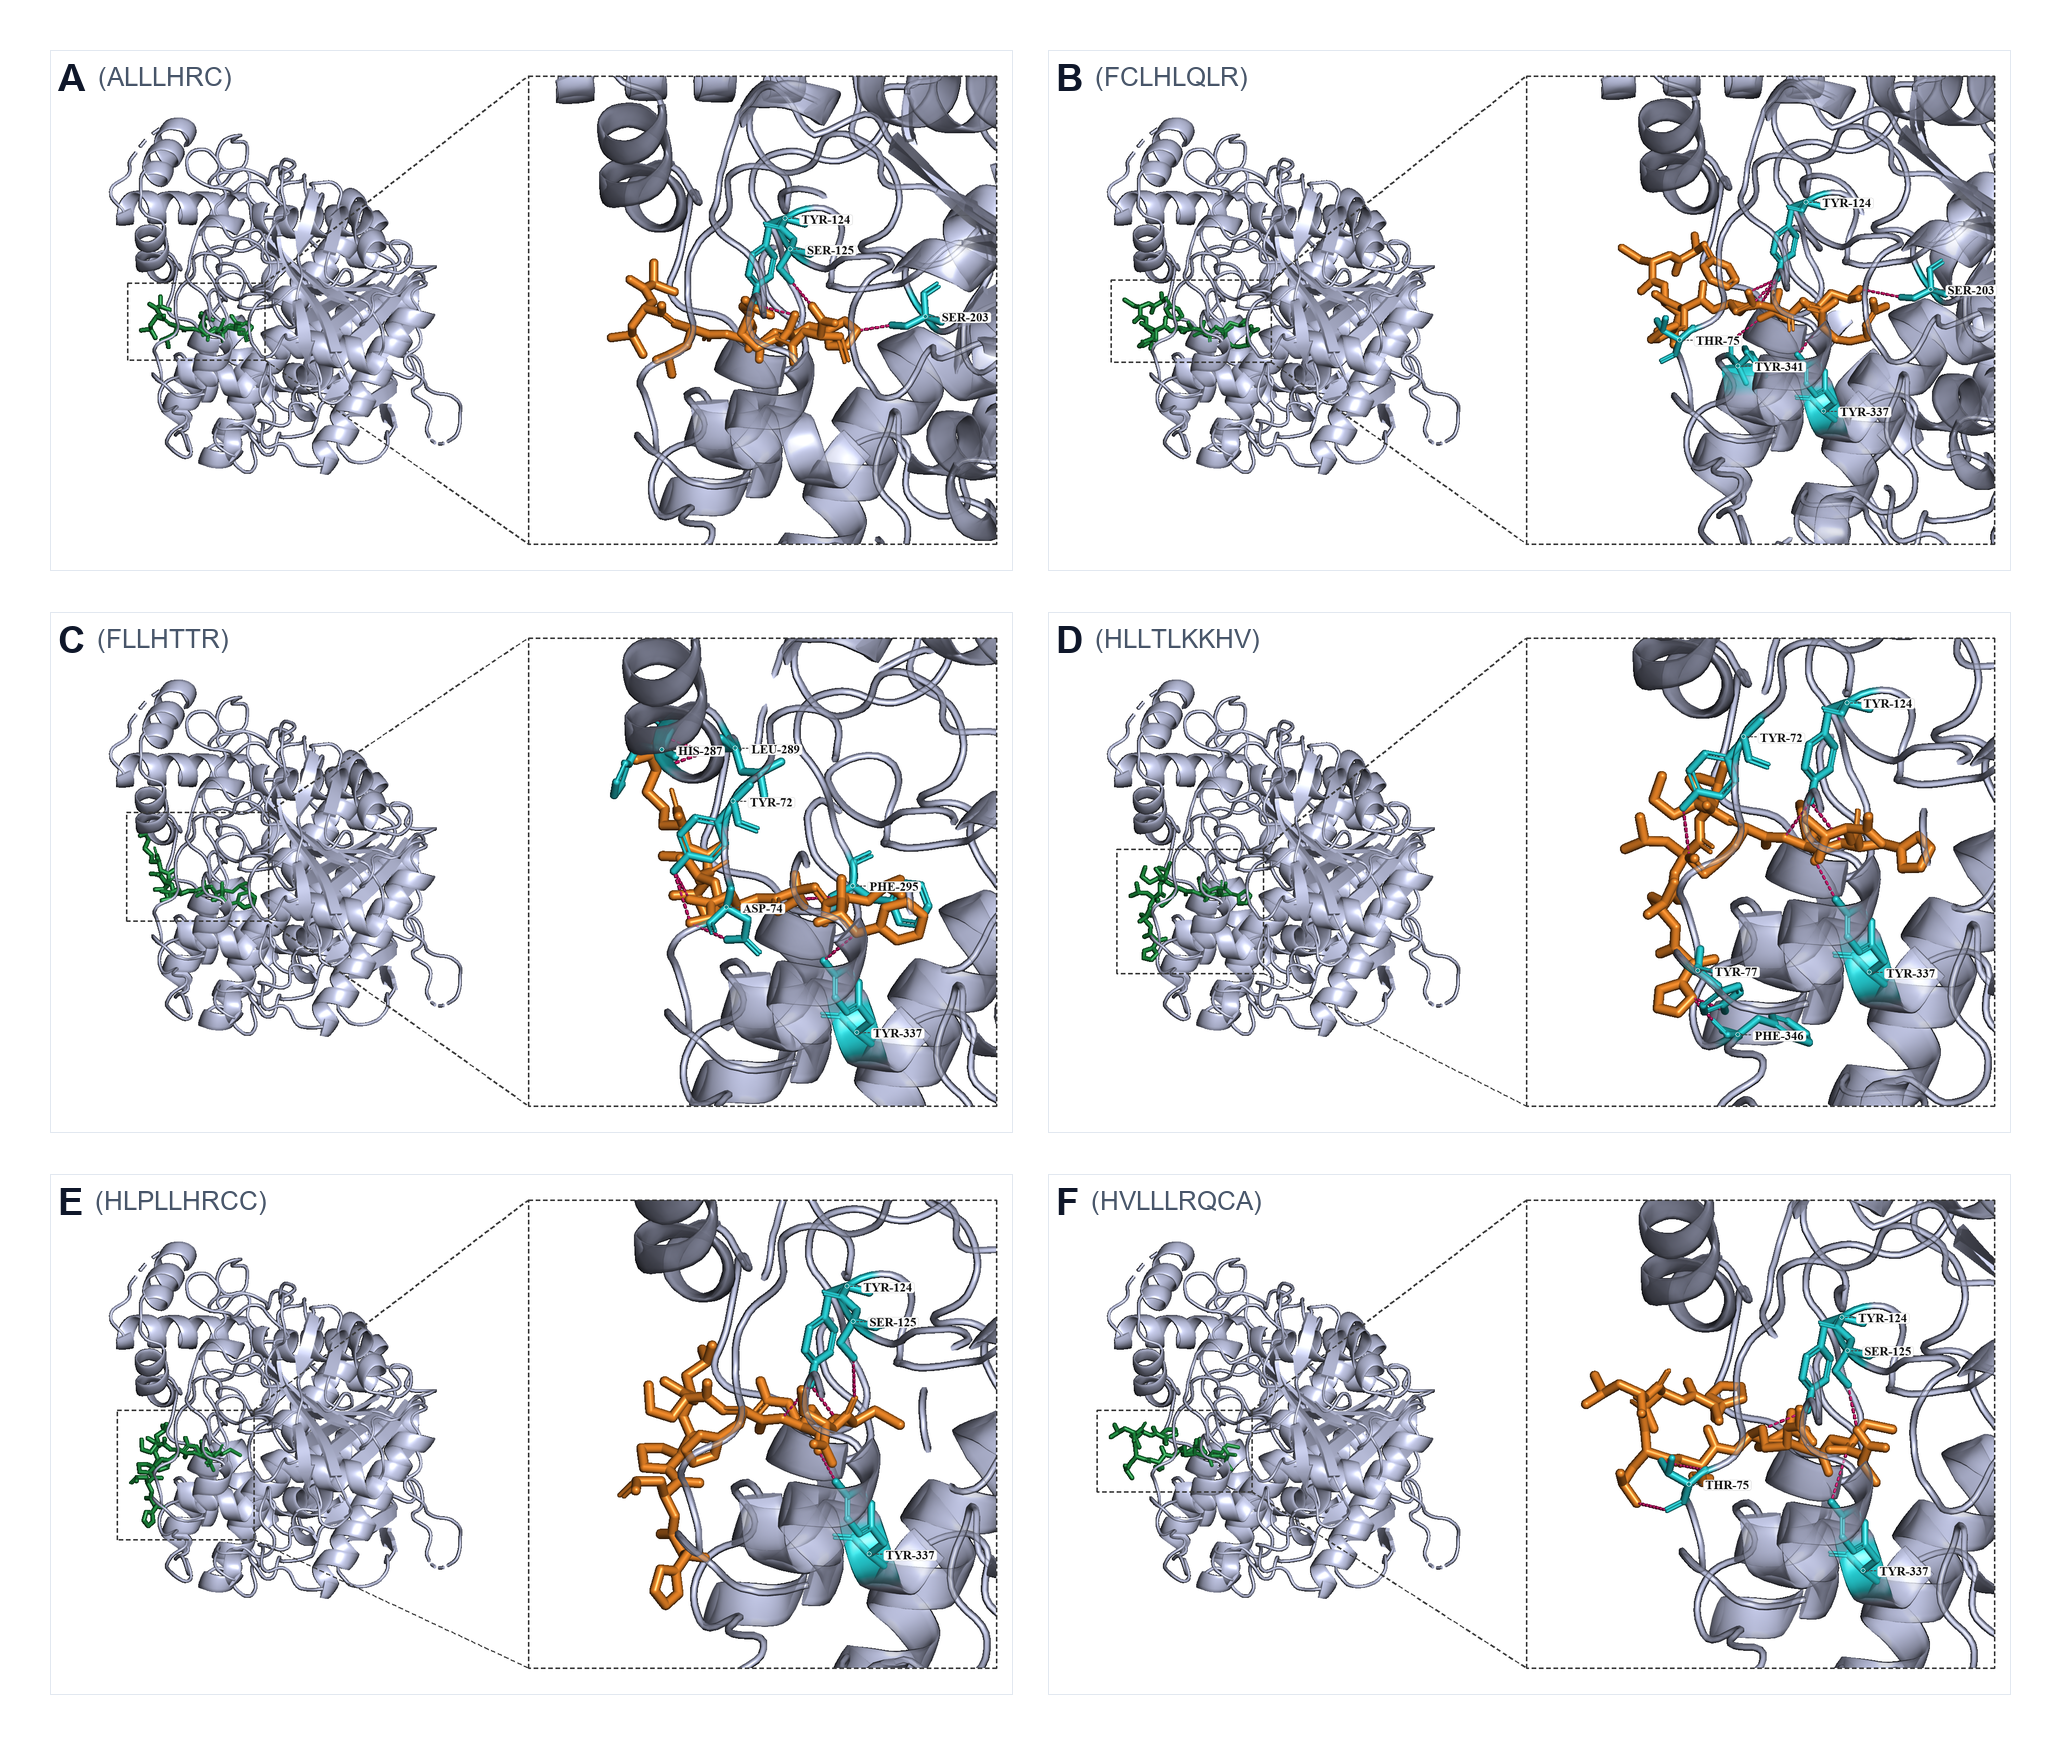 A (ALLLHRC)
TYR-124
SER-125
SER-203
B (FCLHLQLR)
TYR-124
SER-203
THR-75
TYR-341
TYR-337
C (FLLHTTR)
HIS-287
LEU-289
TYR-72
PHE-295
ASP-74
TYR-337
D (HLLTLKKHV)
TYR-124
TYR-72
TYR-77
TYR-337
PHE-346
E (HLPLLHRCC)
TYR-124
SER-125
TYR-337
F (HVLLLRQCA)
TYR-124
SER-125
THR-75
TYR-337